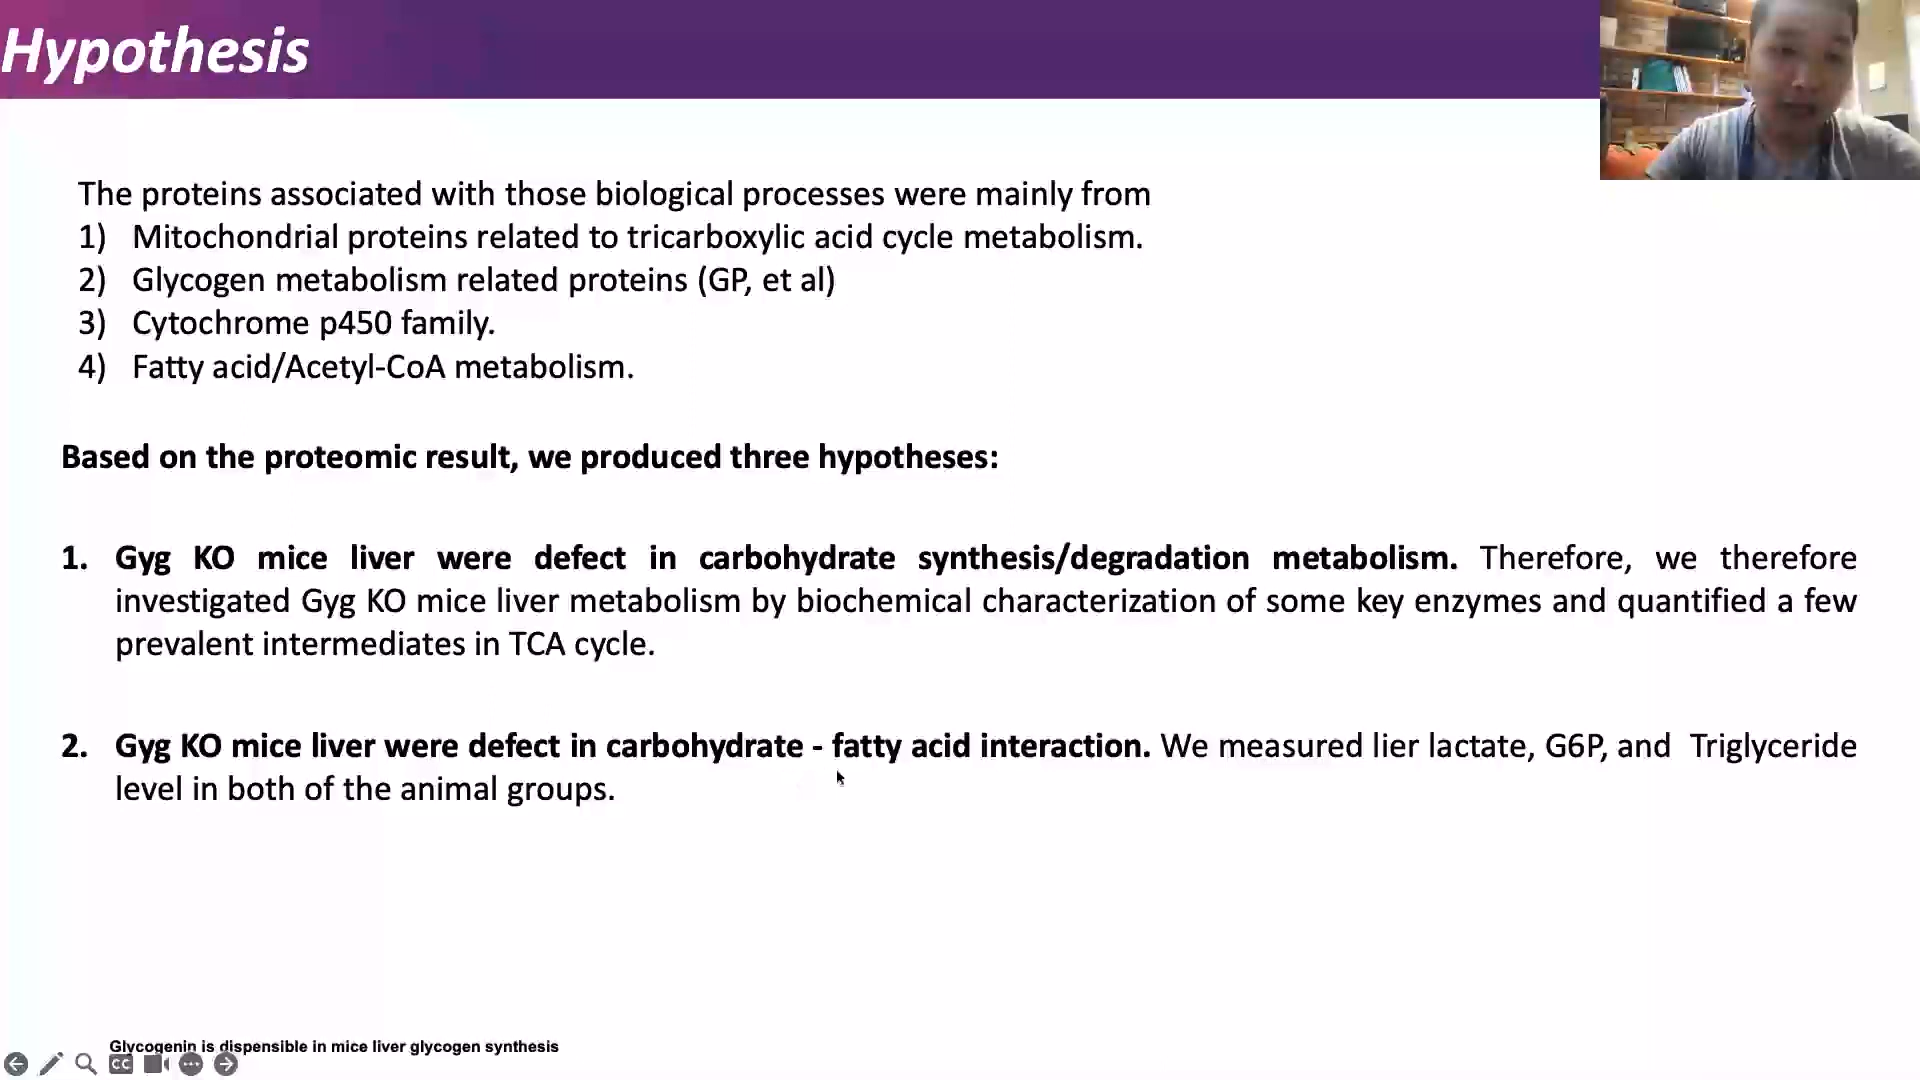 Hypothesis
The proteins associated with those biological processes were mainly from
1) Mitochondrial proteins related to tricarboxylic acid cycle metabolism.
2) Glycogen metabolism related proteins (GP, et al)
3) Cytochrome p450 family.
4) Fatty acid/Acetyl-CoA metabolism.
Based on the proteomic result, we produced three hypotheses:
1. Gyg KO mice liver were defect in carbohydrate synthesis/degradation metabolism. Therefore, we therefore
investigated Gyg KO mice liver metabolism by biochemical characterization of some key enzymes and quantified a few
prevalent intermediates in TCA cycle.
2. Gyg KO mice liver were defect in carbohydrate - fatty acid interaction. We measured lier lactate, G6P, and Triglyceride
level in both of the animal groups.
Glycogenin is dispensible in mice liver glycogen synthesis
CC